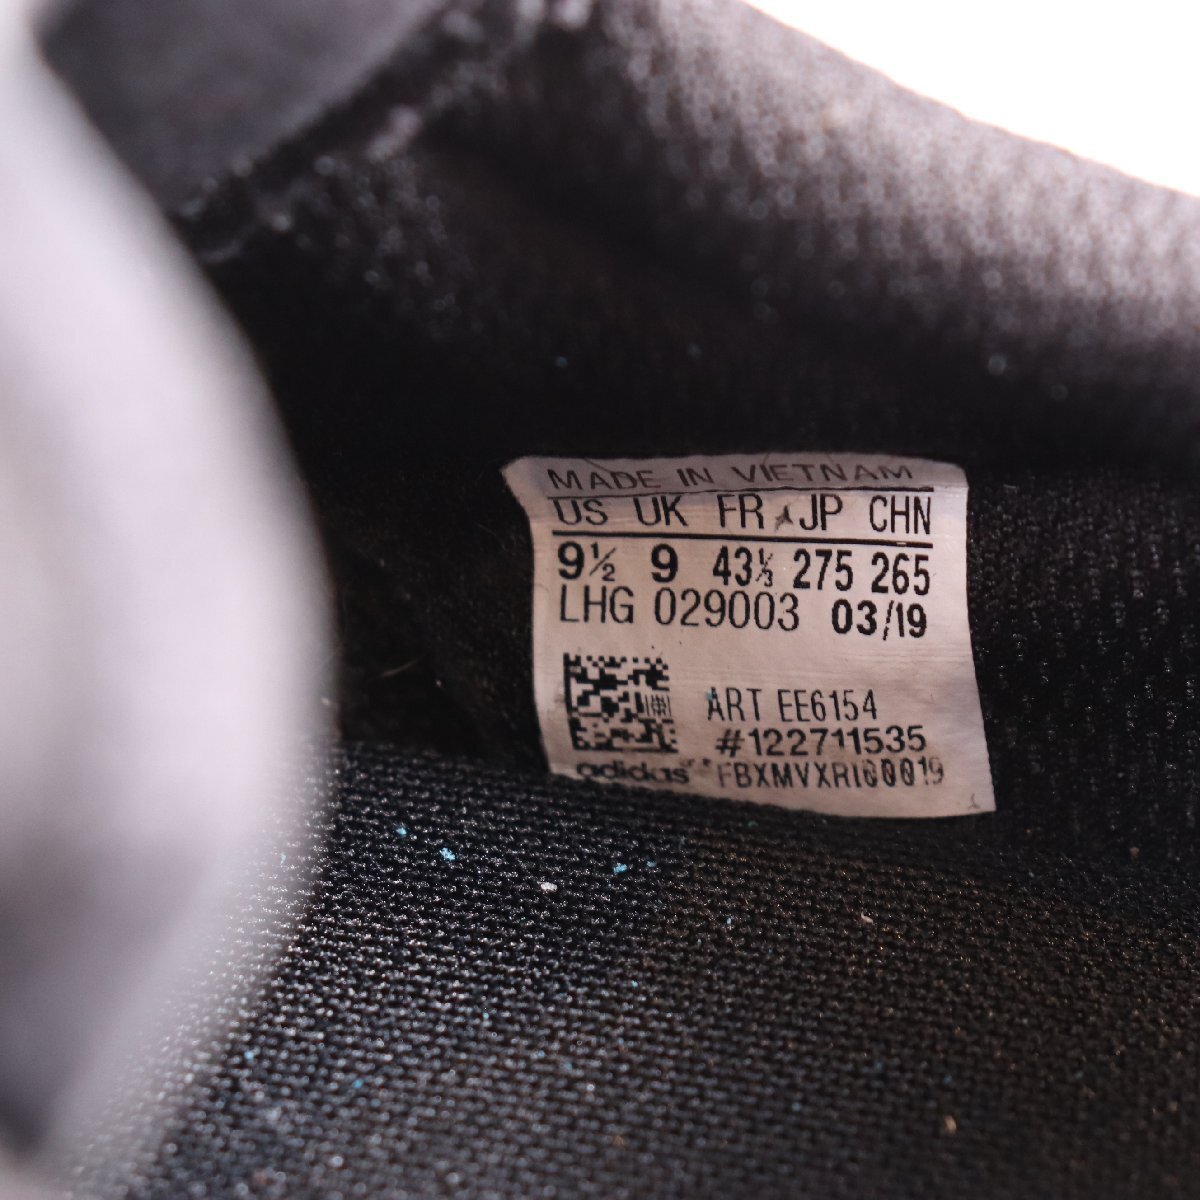 MADE IN VIETNAM
US UK FR JP CHN
9½ 9 43⅓ 275 265
LHG 029003 03/19
ART EE6154
#122711535
adidas FBXMVXRI00019